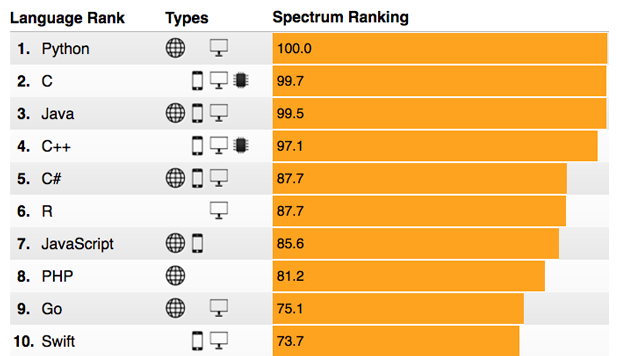 Language Rank Types Spectrum Ranking
1. Python 100.0
2. C 99.7
3. Java 99.5
4. C++ 97.1
5. C# 87.7
6. R 87.7
7. JavaScript 85.6
8. PHP 81.2
9. Go 75.1
10. Swift 73.7